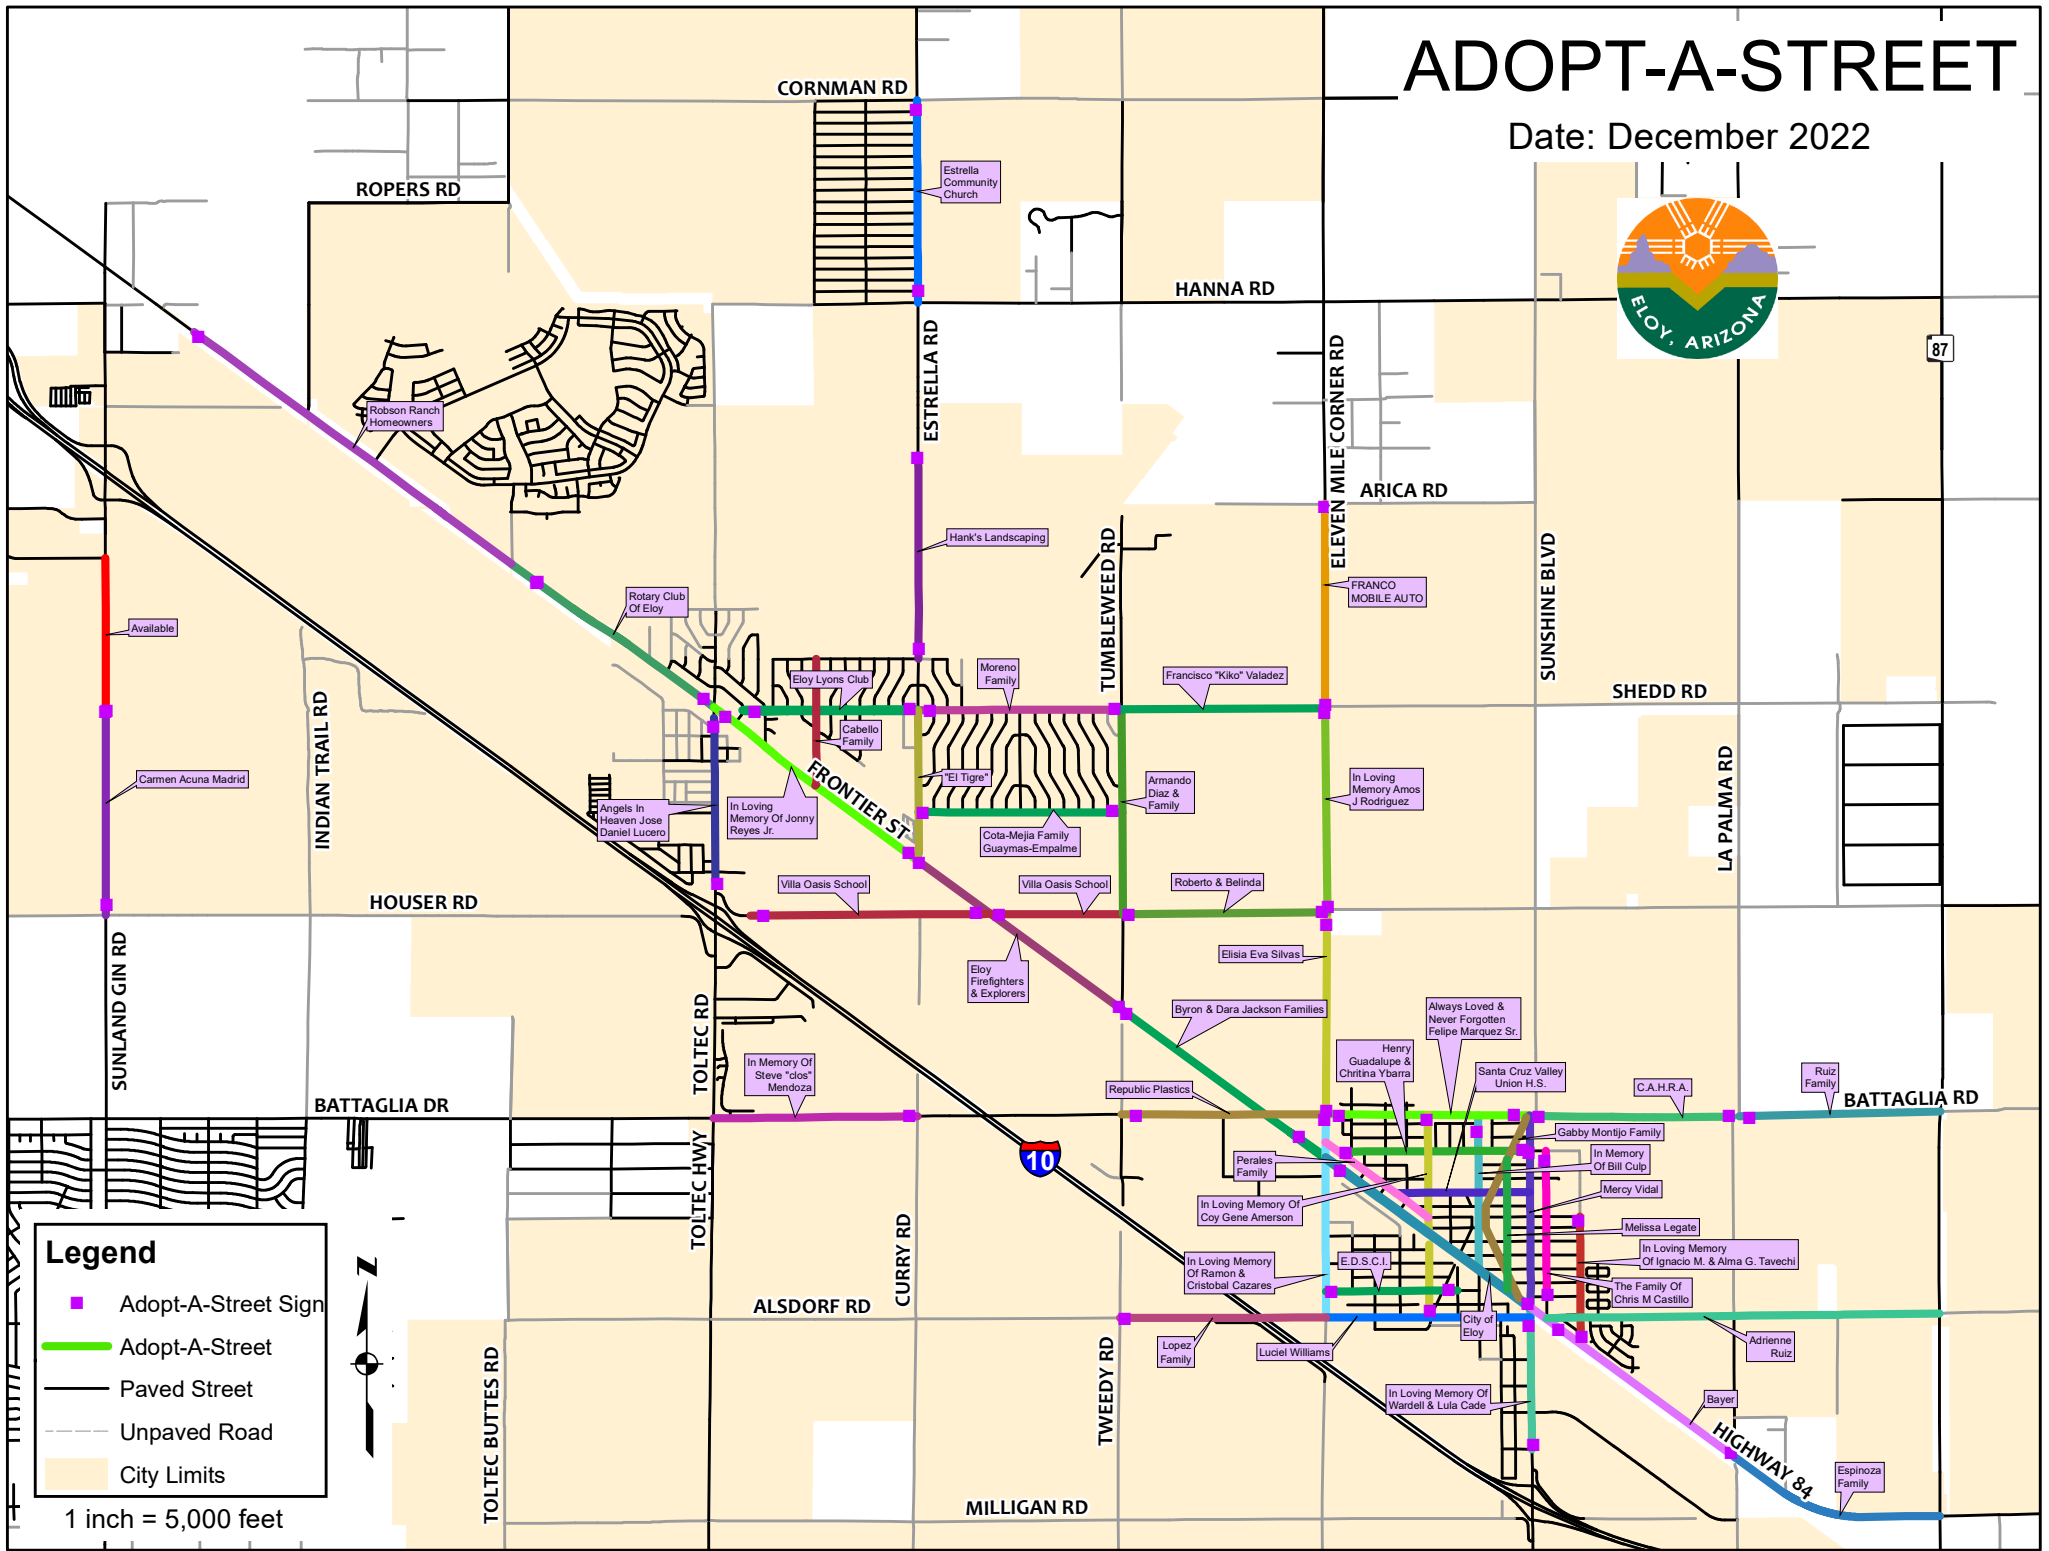 ADOPT-A-STREET
Date: December 2022
ELOY, ARIZONA
87
CORNMAN RD
ROPERS RD
Estrella
Community
Church
HANNA RD
ESTRELLA RD
ELEVEN MILE CORNER RD
Robson Ranch
Homeowners
ARICA RD
Hank's Landscaping
TUMBLEWEED RD
SUNSHINE BLVD
FRANCO
MOBILE AUTO
Rotary Club
Of Eloy
Available
Eloy Lyons Club
Moreno
Family
Francisco "Kiko" Valadez
SHEDD RD
INDIAN TRAIL RD
Cabello
Family
FRONTIER ST
"El Tigre"
Carmen Acuna Madrid
Angels In
Heaven Jose
Daniel Lucero
In Loving
Memory Of Jonny
Reyes Jr.
Armando
Diaz &
Family
In Loving
Memory Amos
J Rodriguez
LA PALMA RD
Cota-Mejia Family
Guaymas-Empalme
Villa Oasis School
Villa Oasis School
Roberto & Belinda
HOUSER RD
SUNLAND GIN RD
Elisia Eva Silvas
Eloy
Firefighters
& Explorers
TOLTEC RD
Byron & Dara Jackson Families
Always Loved &
Never Forgotten
Felipe Marquez Sr.
Henry
Guadalupe &
Chritina Ybarra
Santa Cruz Valley
Union H.S.
In Memory Of
Steve "clos"
Mendoza
Republic Plastics
C.A.H.R.A.
Ruiz
Family
BATTAGLIA RD
BATTAGLIA DR
10
TOLTEC HWY
Gabby Montijo Family
Perales
Family
In Memory
Of Bill Culp
Mercy Vidal
In Loving Memory Of
Coy Gene Amerson
Melissa Legate
In Loving Memory
Of Ignacio M. & Alma G. Tavechi
CURRY RD
In Loving Memory
Of Ramon &
Cristobal Cazares
E.D.S.C.I.
The Family Of
Chris M Castillo
ALSDORF RD
City of
Eloy
Lopez
Family
Luciel Williams
Adrienne
Ruiz
TOLTEC BUTTES RD
TWEEDY RD
In Loving Memory Of
Wardell & Lula Cade
Bayer
HIGHWAY 84
Espinoza
Family
MILLIGAN RD
Legend
Adopt-A-Street Sign
Adopt-A-Street
Paved Street
Unpaved Road
City Limits
1 inch = 5,000 feet
Z